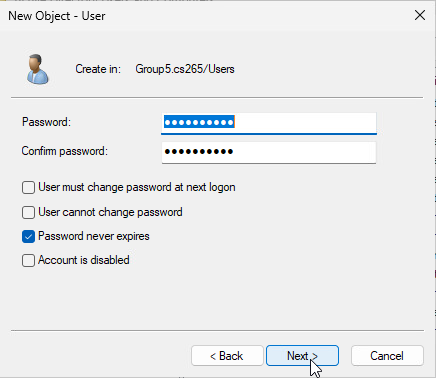 New Object - User
Create in: Group5.cs265/Users
Password: ●●●●●●●●●●
Confirm password: ●●●●●●●●●●
User must change password at next logon
User cannot change password
Password never expires
Account is disabled
< Back Next > Cancel